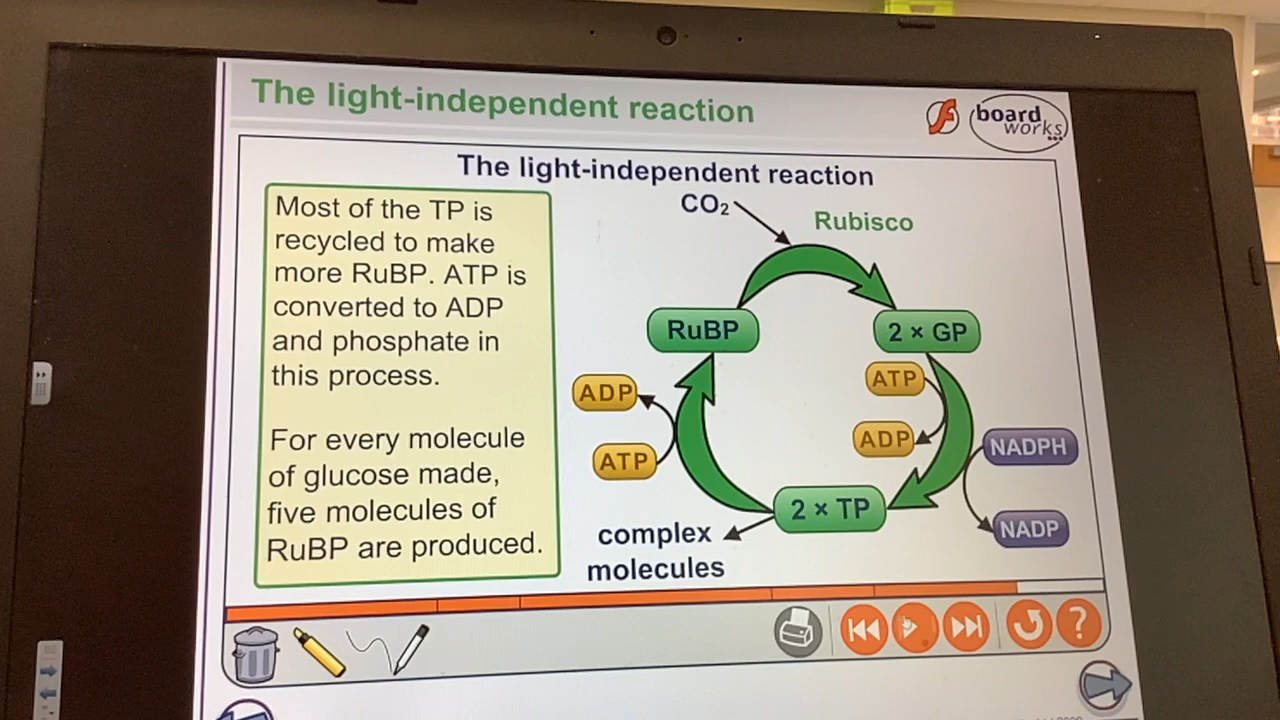 The light-independent reaction
board
works
The light-independent reaction
Most of the TP is
recycled to make
more RuBP. ATP is
converted to ADP
and phosphate in
this process.
For every molecule
of glucose made,
five molecules of
RuBP are produced.
CO₂
Rubisco
RuBP
2 × GP
ADP
ATP
ATP
ADP
NADPH
NADP
2 × TP
complex
molecules
?